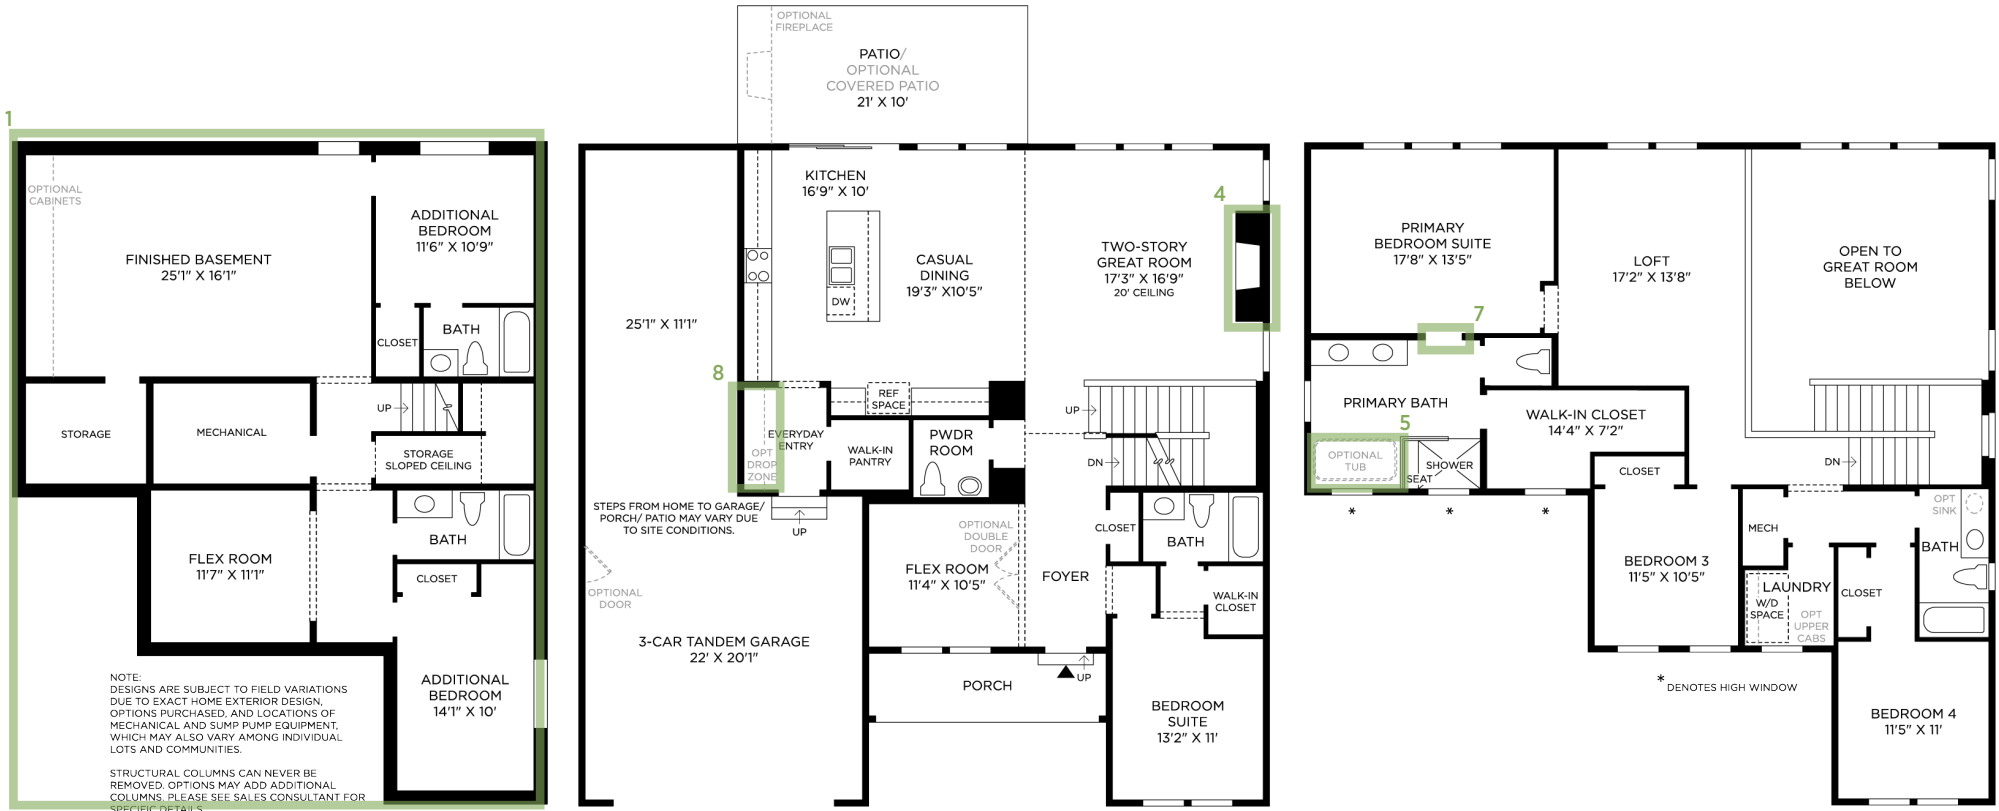 1
OPTIONAL
CABINETS
FINISHED BASEMENT
25'1" X 16'1"
ADDITIONAL
BEDROOM
11'6" X 10'9"
CLOSET
BATH
STORAGE
MECHANICAL
UP
STORAGE
SLOPED CEILING
FLEX ROOM
11'7" X 11'1"
BATH
CLOSET
ADDITIONAL
BEDROOM
14'1" X 10'
NOTE:
DESIGNS ARE SUBJECT TO FIELD VARIATIONS
DUE TO EXACT HOME EXTERIOR DESIGN,
OPTIONS PURCHASED, AND LOCATIONS OF
MECHANICAL AND SUMP PUMP EQUIPMENT,
WHICH MAY ALSO VARY AMONG INDIVIDUAL
LOTS AND COMMUNITIES.
STRUCTURAL COLUMNS CAN NEVER BE
REMOVED. OPTIONS MAY ADD ADDITIONAL
COLUMNS. PLEASE SEE SALES CONSULTANT FOR
SPECIFIC DETAILS.
OPTIONAL
FIREPLACE
PATIO/
OPTIONAL
COVERED PATIO
21' X 10'
KITCHEN
16'9" X 10'
DW
CASUAL
DINING
19'3" X10'5"
4
TWO-STORY
GREAT ROOM
17'3" X 16'9"
20' CEILING
25'1" X 11'1"
8
REF
SPACE
EVERYDAY
ENTRY
OPT
DROP
ZONE
WALK-IN
PANTRY
PWDR
ROOM
UP
DN
STEPS FROM HOME TO GARAGE/
PORCH/ PATIO MAY VARY DUE
TO SITE CONDITIONS.
UP
OPTIONAL
DOUBLE
DOOR
FLEX ROOM
11'4" X 10'5"
FOYER
CLOSET
BATH
WALK-IN
CLOSET
OPTIONAL
DOOR
3-CAR TANDEM GARAGE
22' X 20'1"
UP
PORCH
BEDROOM
SUITE
13'2" X 11'
PRIMARY
BEDROOM SUITE
17'8" X 13'5"
LOFT
17'2" X 13'8"
OPEN TO
GREAT ROOM
BELOW
7
PRIMARY BATH
5
OPTIONAL
TUB
SHOWER
SEAT
WALK-IN CLOSET
14'4" X 7'2"
CLOSET
DN
* * *
MECH
OPT
SINK
BATH
BEDROOM 3
11'5" X 10'5"
LAUNDRY
W/D
SPACE
OPT
UPPER
CABS
CLOSET
* DENOTES HIGH WINDOW
BEDROOM 4
11'5" X 11'